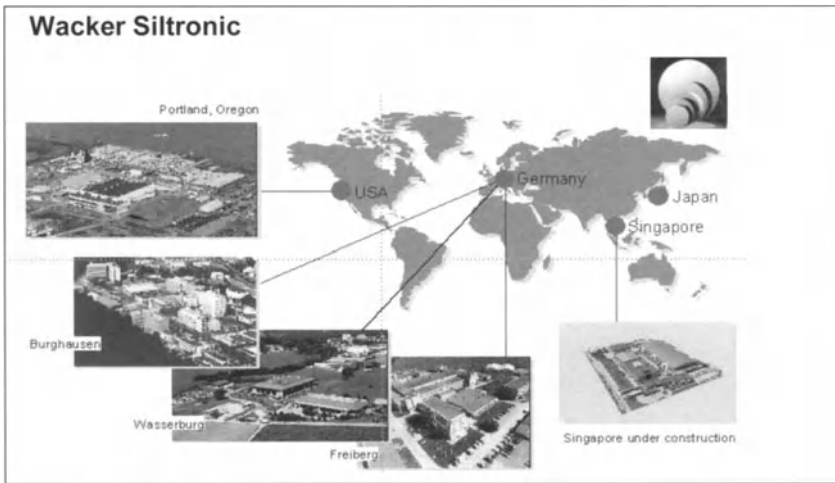 Wacker Siltronic
Portland, Oregon
USA
Germany
Japan
Singapore
Burghausen
Wasserburg
Freiberg
Singapore under construction